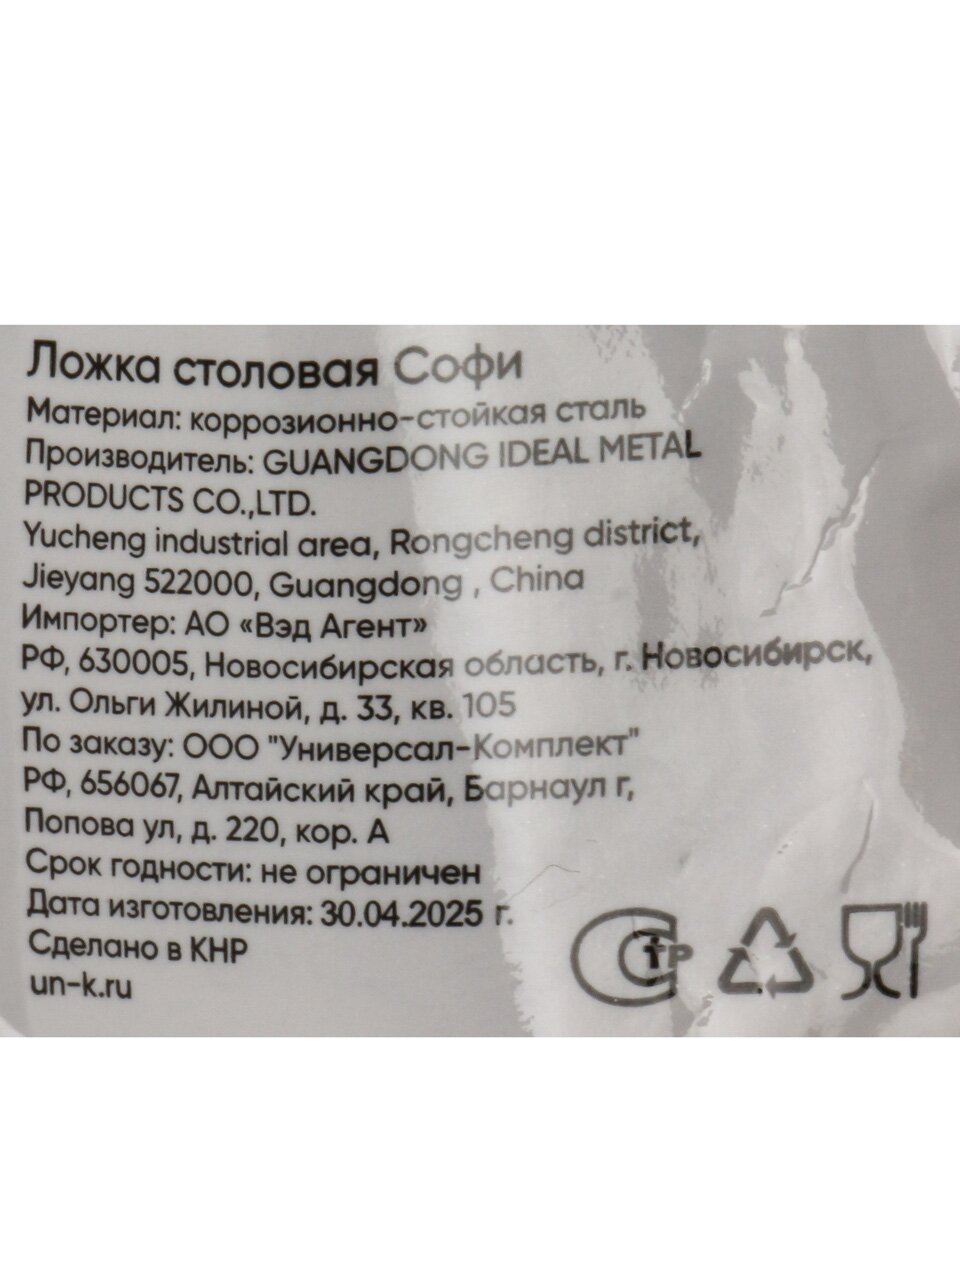 Ложка столовая Софи
Материал: коррозионно-стойкая сталь
Производитель: GUANGDONG IDEAL METAL
PRODUCTS CO.,LTD.
Yucheng industrial area, Rongcheng district,
Jieyang 522000, Guangdong , China
Импортер: АО «Вэд Агент»
РФ, 630005, Новосибирская область, г. Новосибирск,
ул. Ольги Жилиной, д. 33, кв. 105
По заказу: ООО "Универсал-Комплект"
РФ, 656067, Алтайский край, Барнаул г,
Попова ул, д. 220, кор. А
Срок годности: не ограничен
Дата изготовления: 30.04.2025 г.
Сделано в КНР
un-k.ru